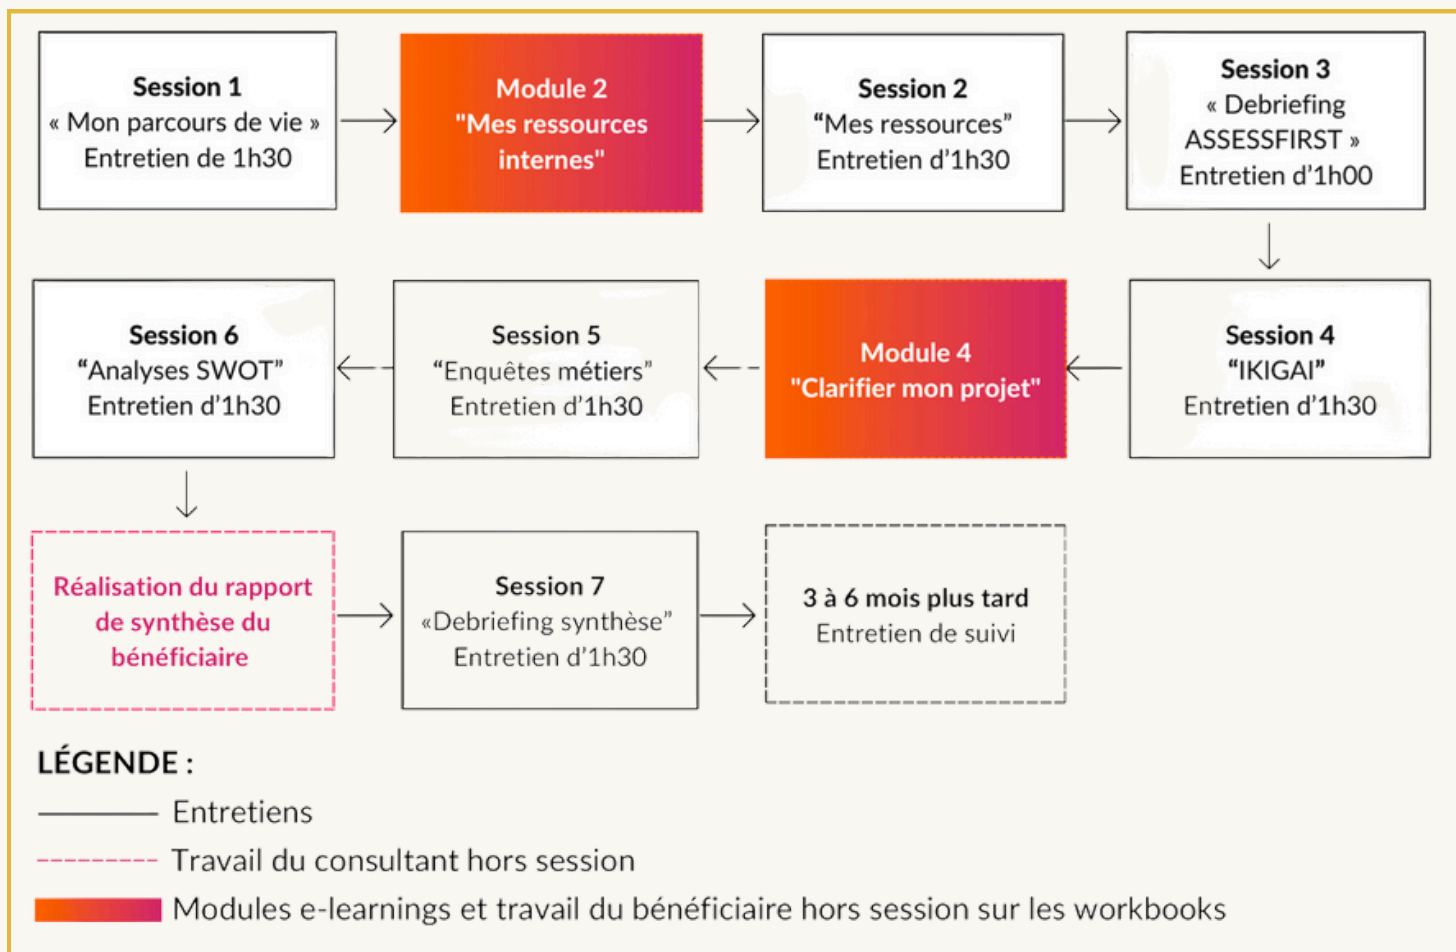 Session 1
« Mon parcours de vie »
Entretien de 1h30
Module 2
"Mes ressources
internes"
Session 2
“Mes ressources”
Entretien d’1h30
Session 3
« Debriefing
ASSESSFIRST »
Entretien d’1h00
Session 6
“Analyses SWOT”
Entretien d’1h30
Session 5
“Enquêtes métiers”
Entretien d’1h30
Module 4
"Clarifier mon projet"
Session 4
“IKIGAI”
Entretien d’1h30
Réalisation du rapport
de synthèse du
bénéficiaire
Session 7
«Debriefing synthèse”
Entretien d’1h30
3 à 6 mois plus tard
Entretien de suivi
LÉGENDE :
Entretiens
Travail du consultant hors session
Modules e-learnings et travail du bénéficiaire hors session sur les workbooks